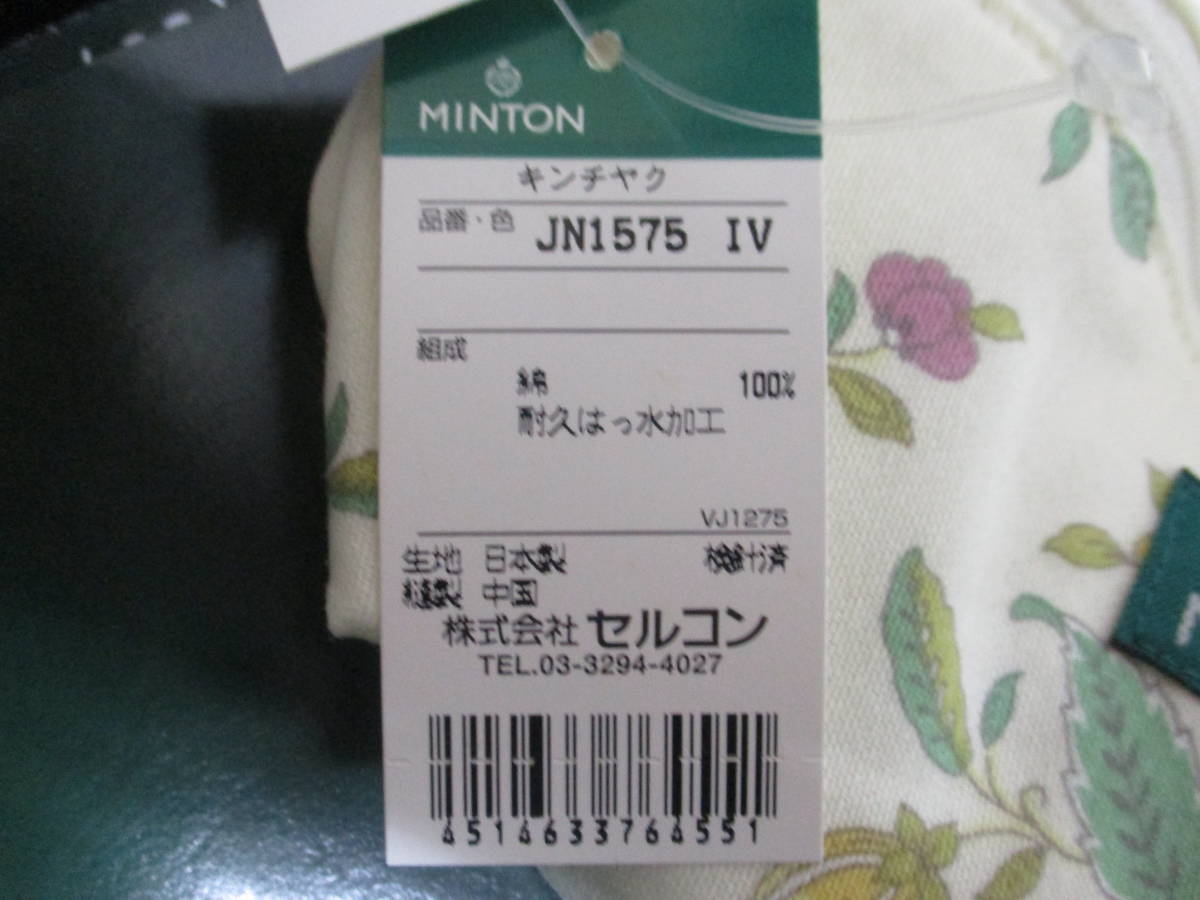 MINTON
キンチヤク
品番・色 JN1575 IV
組成
綿 100%
耐久はっ水加工
VJ1275
生地 日本製 検針済
縫製 中国
株式会社 セルコン
TEL.03-3294-4027
4514633764551